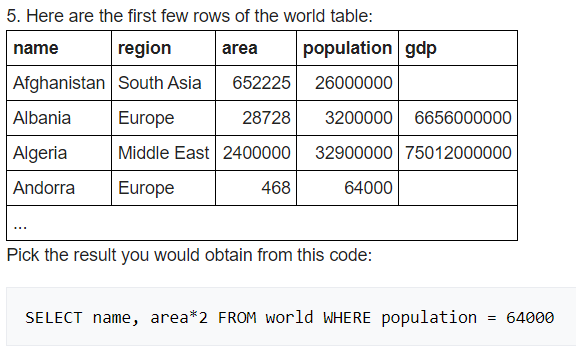 5. Here are the first few rows of the world table:
name region area population gdp
Afghanistan South Asia 652225 26000000
Albania Europe 28728 3200000 6656000000
Algeria Middle East 2400000 32900000 75012000000
Andorra Europe 468 64000
...
Pick the result you would obtain from this code:
SELECT name, area*2 FROM world WHERE population = 64000